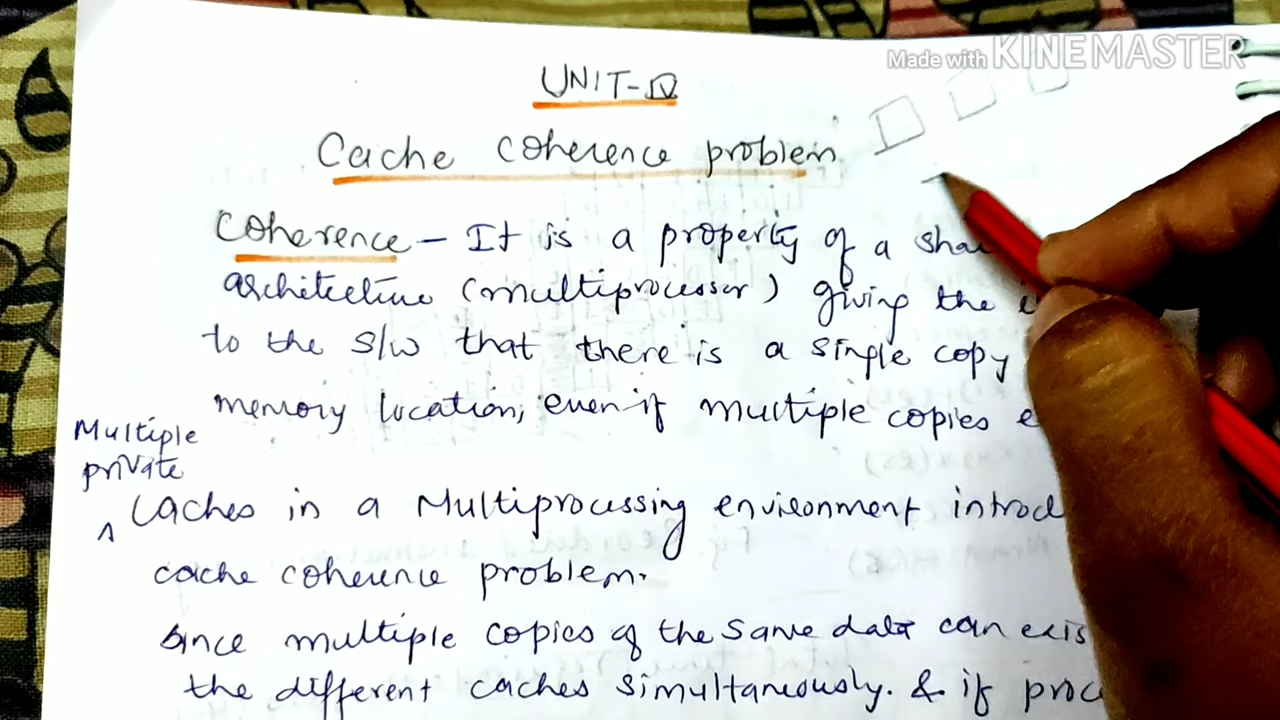 Made with KINEMASTER
UNIT-IV
Cache coherence problem
Coherence - It is a property of a sha
architecture (multiprocessor) giving the
to the S/W that there is a single copy
memory location, even if multiple copies e
Multiple
private
^ Caches in a Multiprocessing environment introd
cache coherence problem.
Since multiple copies of the same data can exis
the different caches simultaneously. & if proc